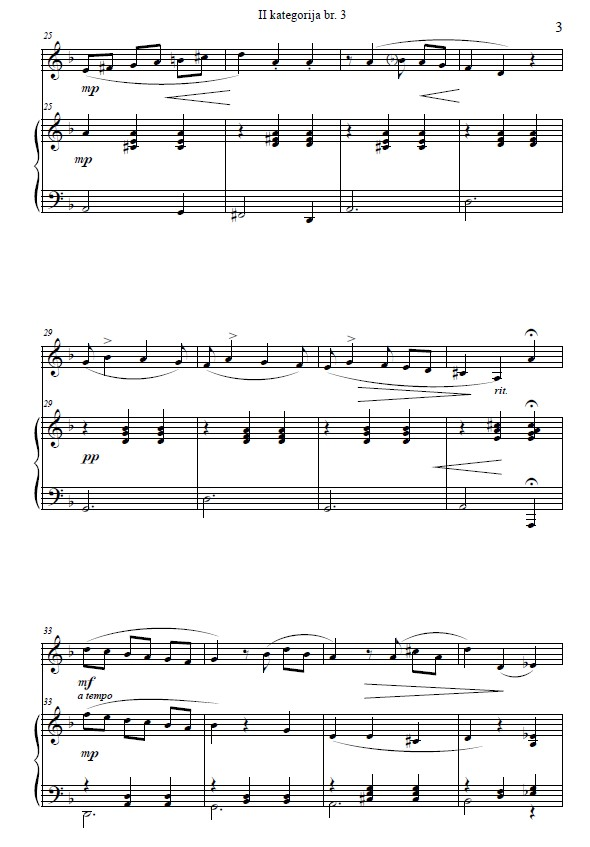 II kategorija br. 3
3
25
mp
25
mp
29
rit.
29
pp
33
mf
a tempo
33
mp